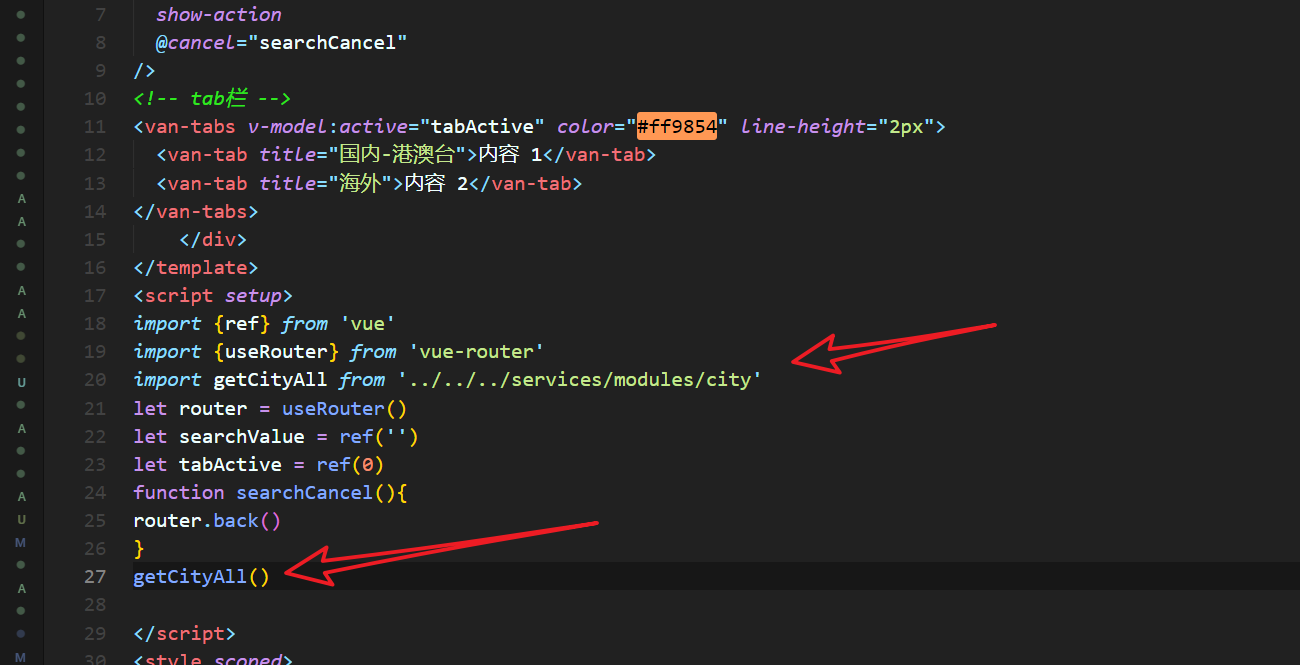 7 show-action
8 @cancel="searchCancel"
9 />
10 <!-- tab栏 -->
11 <van-tabs v-model:active="tabActive" color="#ff9854" line-height="2px">
12 <van-tab title="国内-港澳台">内容 1</van-tab>
13 <van-tab title="海外">内容 2</van-tab>
14 </van-tabs>
15 </div>
16 </template>
17 <script setup>
18 import {ref} from 'vue'
19 import {useRouter} from 'vue-router'
20 import getCityAll from '../../../services/modules/city'
21 let router = useRouter()
22 let searchValue = ref('')
23 let tabActive = ref(0)
24 function searchCancel(){
25 router.back()
26 }
27 getCityAll()
28
29 </script>
30 <style scoped>
A
A
A
A
U
A
A
U
M
A
M